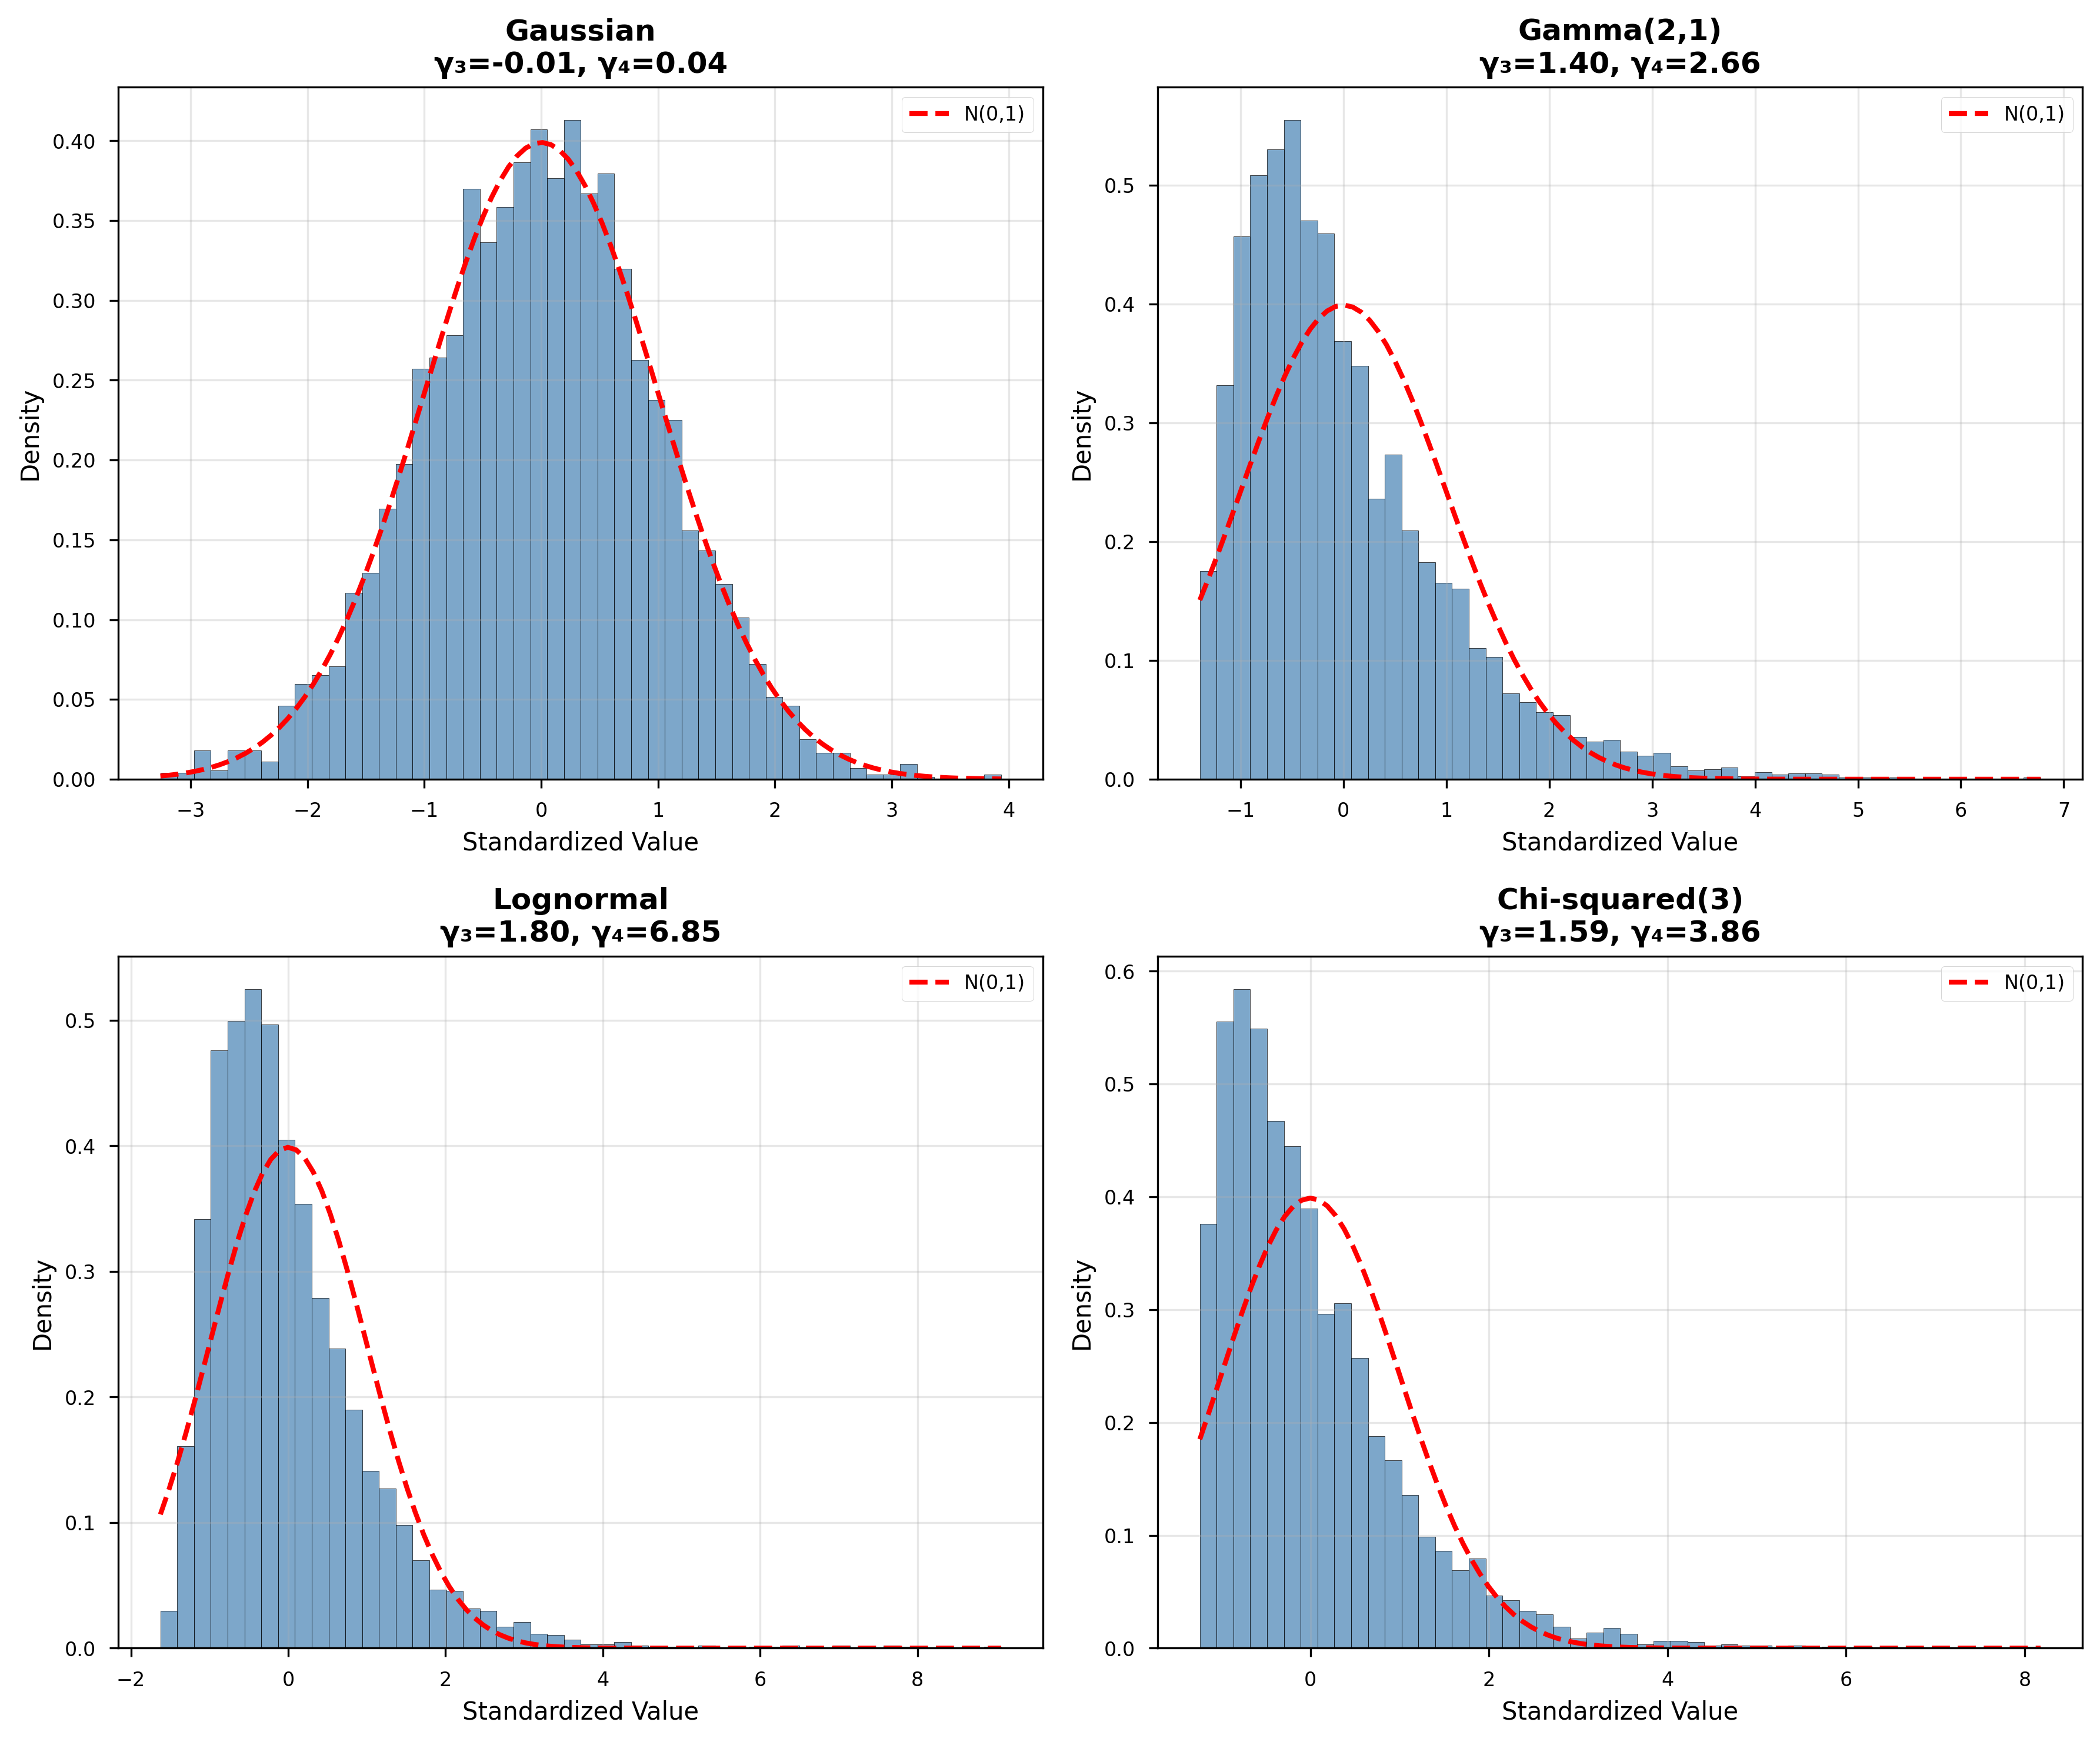 Gaussian
γ₃=-0.01, γ₄=0.04
N(0,1)
0.40
0.35
0.30
0.25
0.20
0.15
0.10
0.05
0.00
Density
−3 −2 −1 0 1 2 3 4
Standardized Value
Gamma(2,1)
γ₃=1.40, γ₄=2.66
N(0,1)
0.5
0.4
0.3
0.2
0.1
0.0
Density
−1 0 1 2 3 4 5 6 7
Standardized Value
Lognormal
γ₃=1.80, γ₄=6.85
N(0,1)
0.5
0.4
0.3
0.2
0.1
0.0
Density
−2 0 2 4 6 8
Standardized Value
Chi-squared(3)
γ₃=1.59, γ₄=3.86
N(0,1)
0.6
0.5
0.4
0.3
0.2
0.1
0.0
Density
0 2 4 6 8
Standardized Value